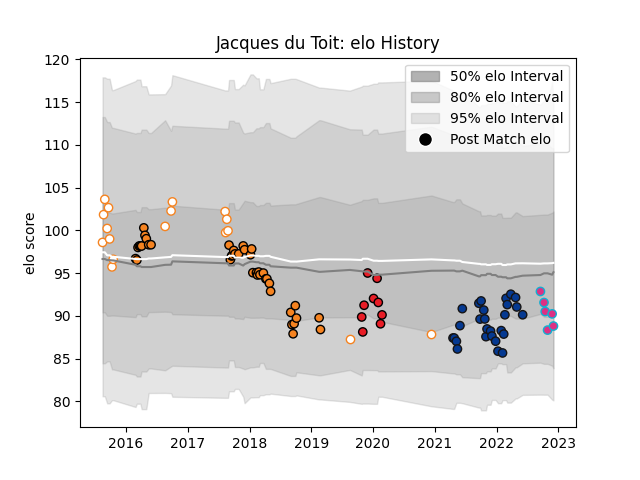 Jacques du Toit: elo History
elo score
120
115
110
105
100
95
90
85
80
50% elo Interval
80% elo Interval
95% elo Interval
Post Match elo
2016 2017 2018 2019 2020 2021 2022 2023